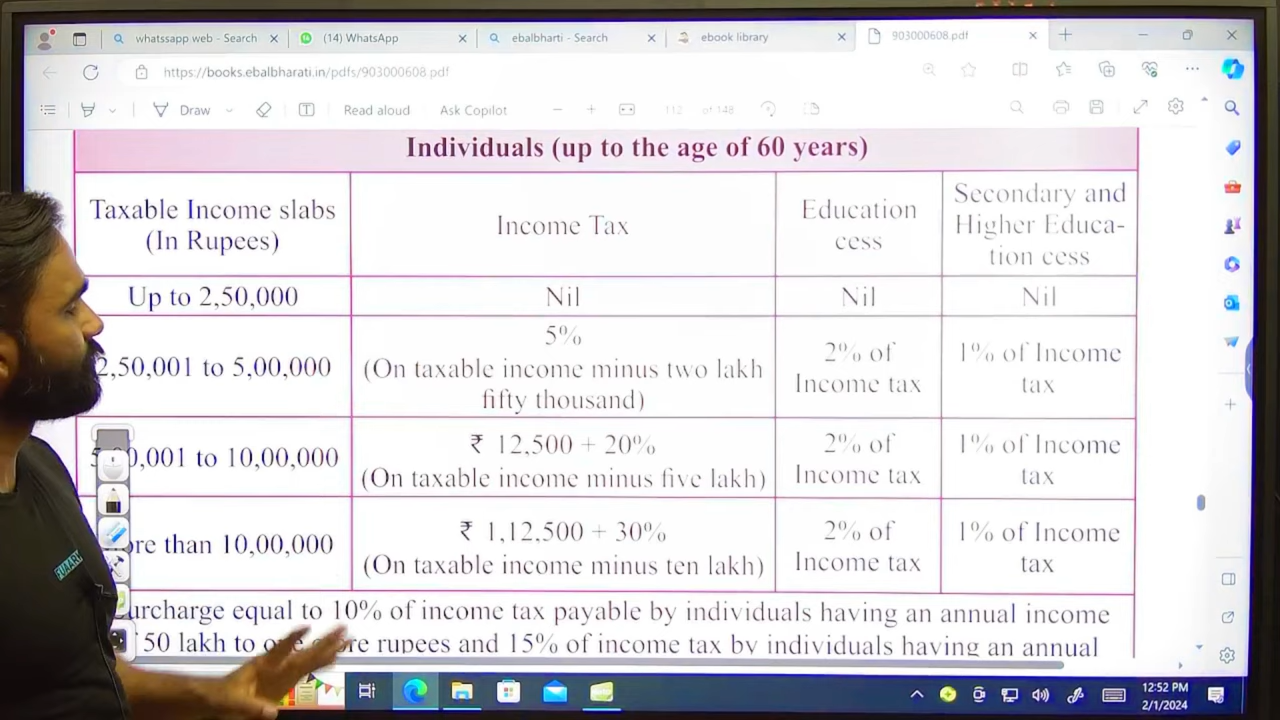 whatssapp web - Search
(14) WhatsApp
ebalbharti - Search
ebook library
903000608.pdf
https://books.ebalbharati.in/pdfs/903000608.pdf
Draw
Read aloud
Ask Copilot
112 of 148
Individuals (up to the age of 60 years)
Taxable Income slabs
(In Rupees)
Income Tax
Education
cess
Secondary and
Higher Educa-
tion cess
Up to 2,50,000
Nil
Nil
Nil
2,50,001 to 5,00,000
5%
(On taxable income minus two lakh
fifty thousand)
2% of
Income tax
1% of Income
tax
to 10,00,000
₹ 12,500 + 20%
(On taxable income minus five lakh)
2% of
Income tax
1% of Income
tax
than 10,00,000
₹ 1,12,500 + 30%
(On taxable income minus ten lakh)
2% of
Income tax
1% of Income
tax
equal to 10% of income tax payable by individuals having an annual income
50 lakh to rupees and 15% of income tax by individuals having an annual
12:52 PM
2/1/2024